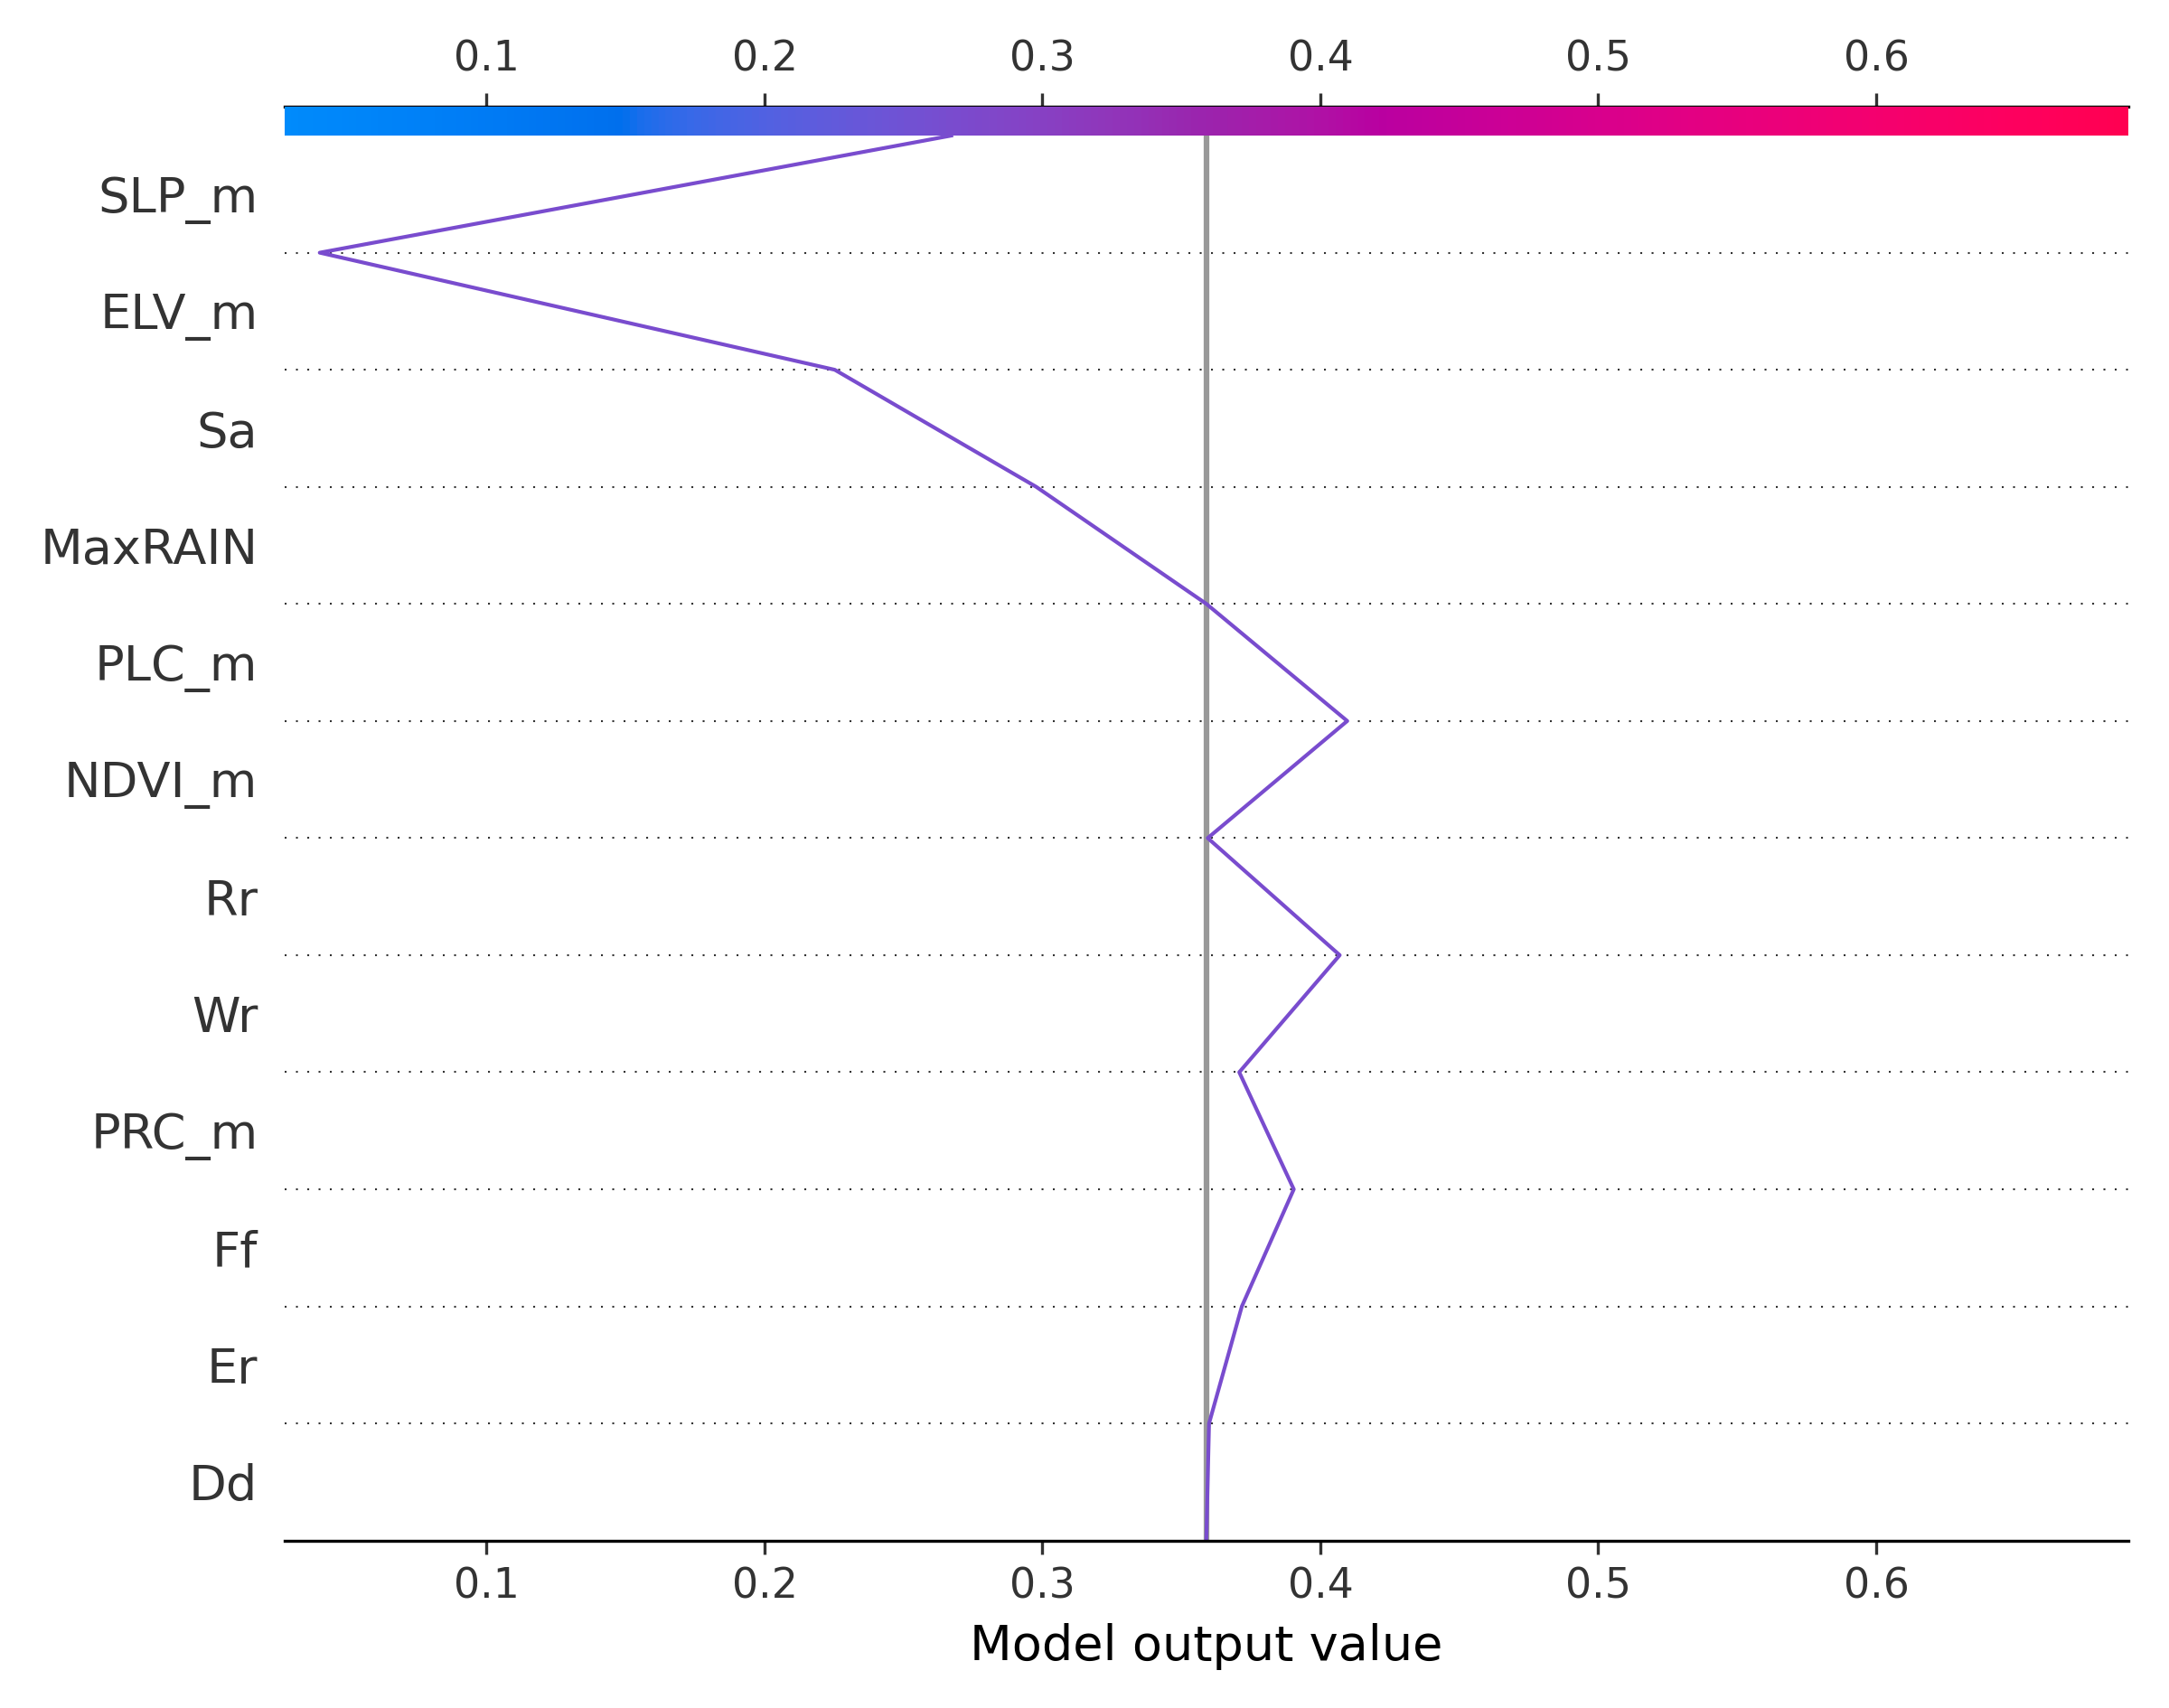 0.1 0.2 0.3 0.4 0.5 0.6
SLP_m
ELV_m
Sa
MaxRAIN
PLC_m
NDVI_m
Rr
Wr
PRC_m
Ff
Er
Dd
0.1 0.2 0.3 0.4 0.5 0.6
Model output value